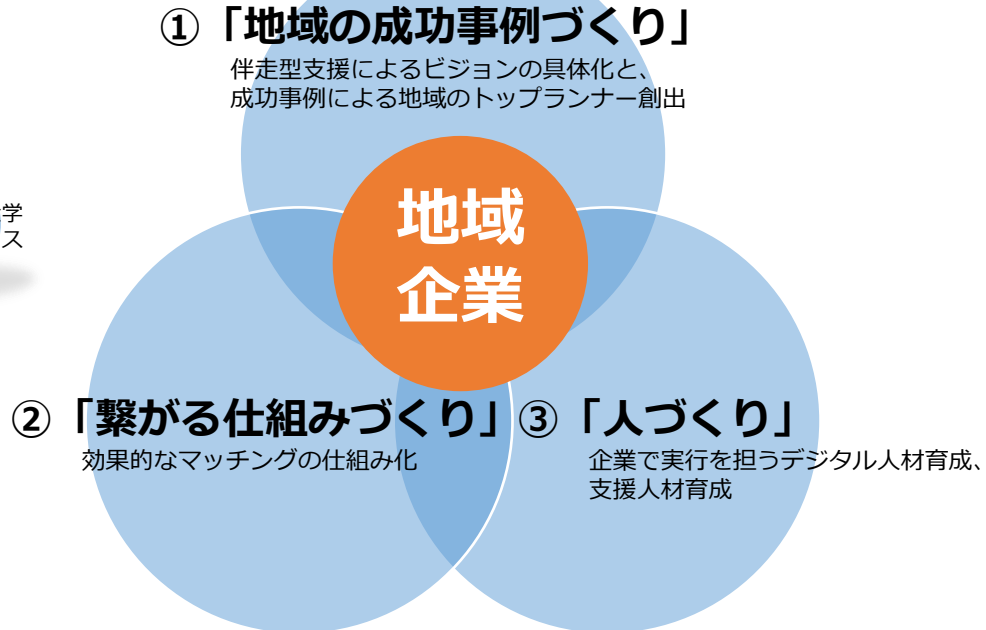 ①「地域の成功事例づくり」
伴走型支援によるビジョンの具体化と、
成功事例による地域のトップランナー創出
学
ス
地域
企業
②「繋がる仕組みづくり」
効果的なマッチングの仕組み化
③「人づくり」
企業で実行を担うデジタル人材育成、
支援人材育成